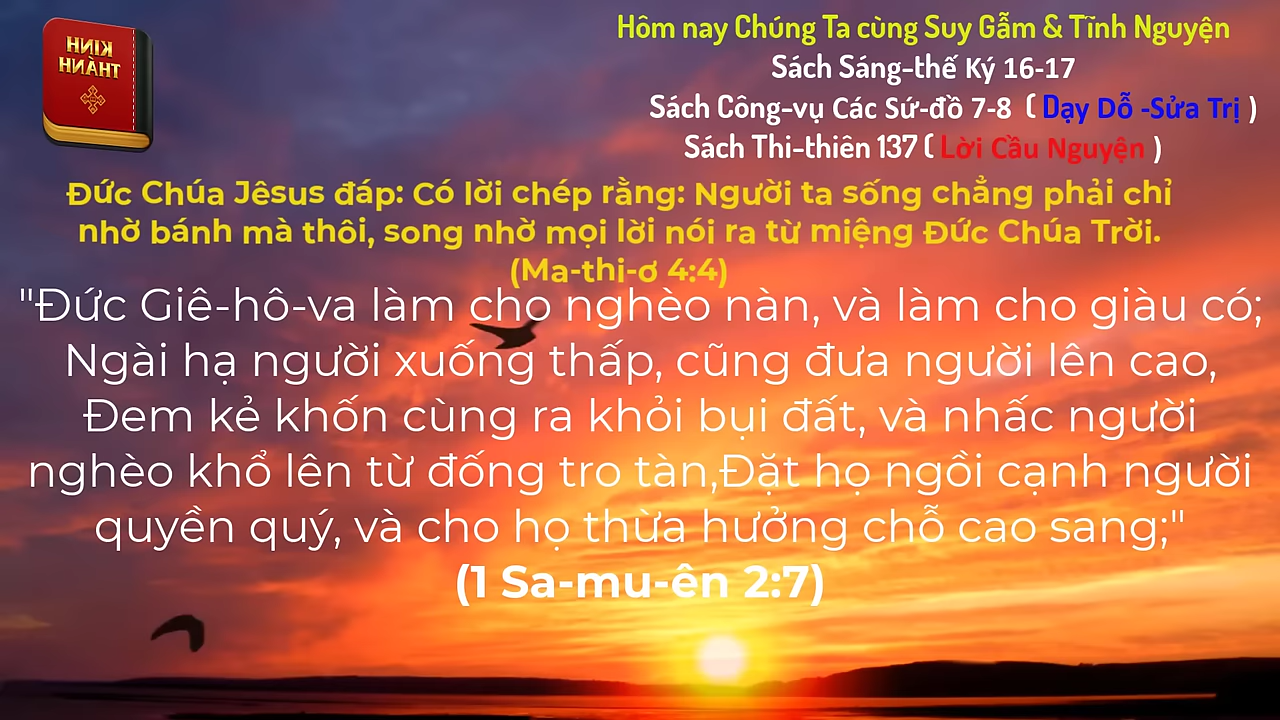 KINH
THÁNH
Hôm nay Chúng Ta cùng Suy Gẫm & Tĩnh Nguyện
Sách Sáng-thế Ký 16-17
Sách Công-vụ Các Sứ-đồ 7-8 ( Dạy Dỗ -Sửa Trị )
Sách Thi-thiên 137 ( Lời Cầu Nguyện )
Đức Chúa Jêsus đáp: Có lời chép rằng: Người ta sống chẳng phải chỉ
nhờ bánh mà thôi, song nhờ mọi lời nói ra từ miệng Đức Chúa Trời.
(Ma-thi-ơ 4:4)
"Đức Giê-hô-va làm cho nghèo nàn, và làm cho giàu có;
Ngài hạ người xuống thấp, cũng đưa người lên cao,
Đem kẻ khốn cùng ra khỏi bụi đất, và nhấc người
nghèo khổ lên từ đống tro tàn,Đặt họ ngồi cạnh người
quyền quý, và cho họ thừa hưởng chỗ cao sang;"
(1 Sa-mu-ên 2:7)